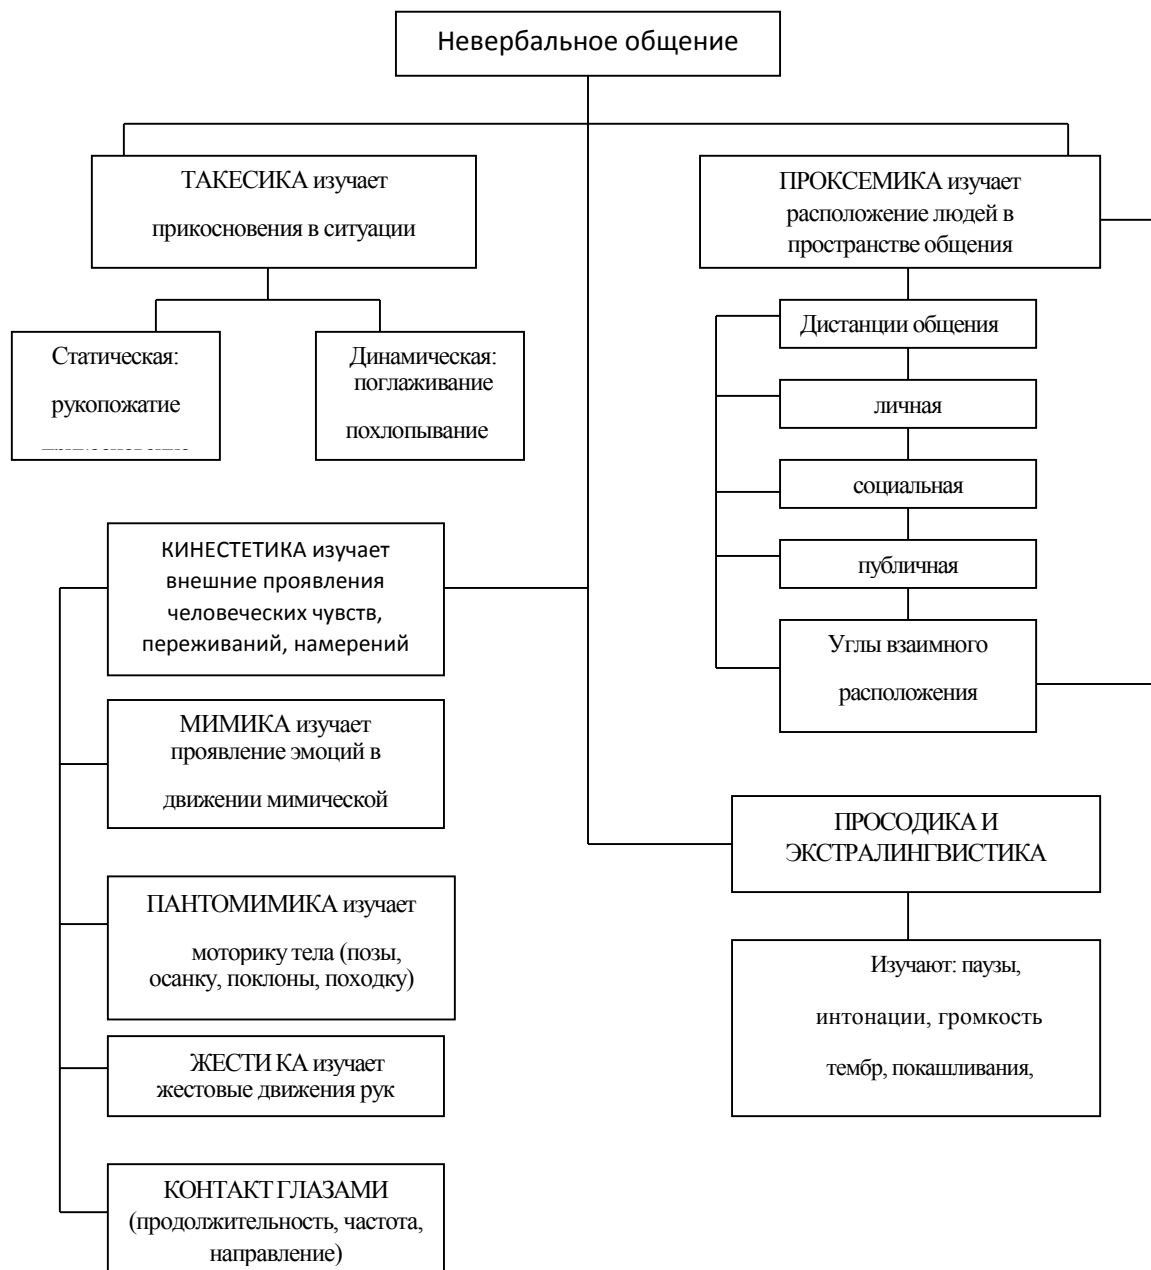 Невербальное общение
ТАКЕСИКА изучает
прикосновения в ситуации
ПРОКСЕМИКА изучает
расположение людей в
пространстве общения
Статическая:
рукопожатие
Динамическая:
поглаживание
похлопывание
Дистанции общения
личная
социальная
публичная
Углы взаимного
расположения
КИНЕСТЕТИКА изучает
внешние проявления
человеческих чувств,
переживаний, намерений
МИМИКА изучает
проявление эмоций в
движении мимической
ПАНТОМИМИКА изучает
моторику тела (позы,
осанку, поклоны, походку)
ЖЕСТИ КА изучает
жестовые движения рук
КОНТАКТ ГЛАЗАМИ
(продолжительность, частота,
направление)
ПРОСОДИКА И
ЭКСТРАЛИНГВИСТИКА
Изучают: паузы,
интонации, громкость
тембр, покашливания,